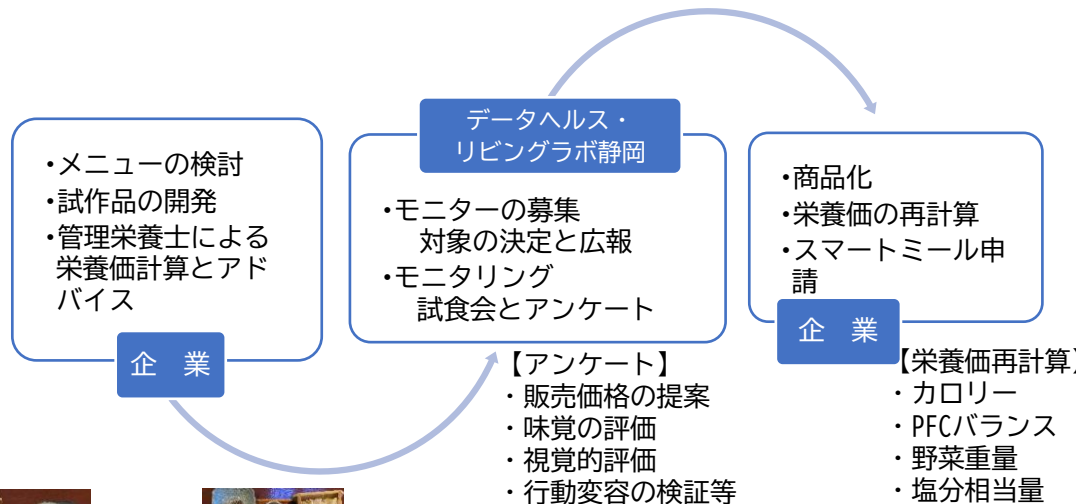 ・メニューの検討
・試作品の開発
・管理栄養士による
栄養価計算とアド
バイス
企　業
データヘルス・
リビングラボ静岡
・モニターの募集
対象の決定と広報
・モニタリング
試食会とアンケート
【アンケート】
・販売価格の提案
・味覚の評価
・視覚的評価
・行動変容の検証等
・商品化
・栄養価の再計算
・スマートミール申
請
企　業
【栄養価再計算】
・カロリー
・PFCバランス
・野菜重量
・塩分相当量